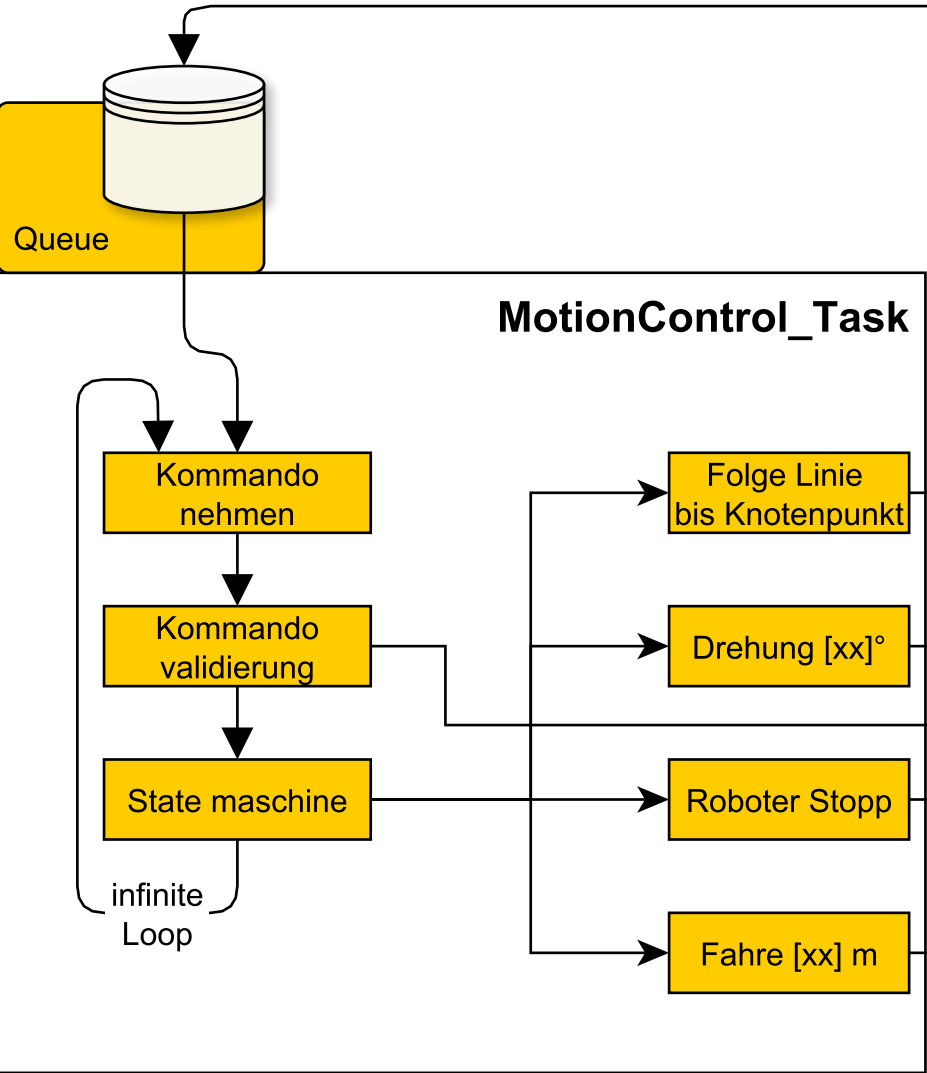 Queue
MotionControl_Task
Kommando
nehmen
Folge Linie
bis Knotenpunkt
Kommando
validierung
Drehung [xx]°
State maschine
Roboter Stopp
infinite
Loop
Fahre [xx] m